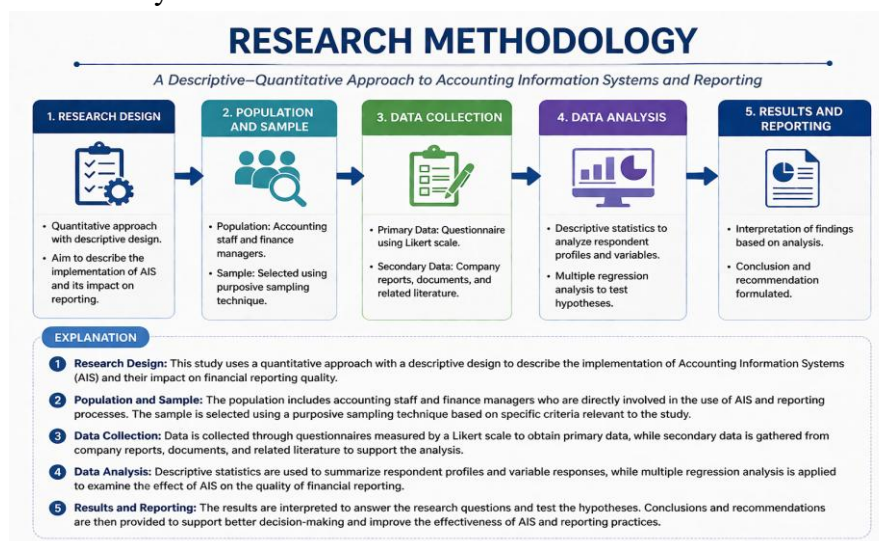 RESEARCH METHODOLOGY
A Descriptive–Quantitative Approach to Accounting Information Systems and Reporting
1. RESEARCH DESIGN
• Quantitative approach
with descriptive design.
• Aim to describe the
implementation of AIS
and its impact on
reporting.
2. POPULATION
AND SAMPLE
• Population: Accounting
staff and finance
managers.
• Sample: Selected using
purposive sampling
technique.
3. DATA COLLECTION
• Primary Data: Questionnaire
using Likert scale.
• Secondary Data: Company
reports, documents, and
related literature.
4. DATA ANALYSIS
• Descriptive statistics to
analyze respondent
profiles and variables.
• Multiple regression
analysis to test
hypotheses.
5. RESULTS AND
REPORTING
• Interpretation of findings
based on analysis.
• Conclusion and
recommendation
formulated.
EXPLANATION
1 Research Design: This study uses a quantitative approach with a descriptive design to describe the implementation of Accounting Information Systems
(AIS) and their impact on financial reporting quality.
2 Population and Sample: The population includes accounting staff and finance managers who are directly involved in the use of AIS and reporting
processes. The sample is selected using a purposive sampling technique based on specific criteria relevant to the study.
3 Data Collection: Data is collected through questionnaires measured by a Likert scale to obtain primary data, while secondary data is gathered from
company reports, documents, and related literature to support the analysis.
4 Data Analysis: Descriptive statistics are used to summarize respondent profiles and variable responses, while multiple regression analysis is applied
to examine the effect of AIS on the quality of financial reporting.
5 Results and Reporting: The results are interpreted to answer the research questions and test the hypotheses. Conclusions and recommendations
are then provided to support better decision-making and improve the effectiveness of AIS and reporting practices.